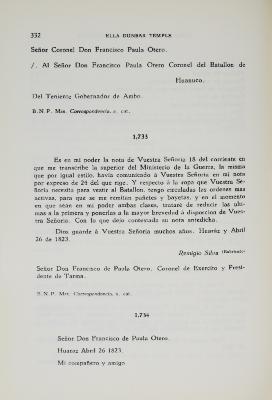 332
ELLA DUNBAR TEMPLE
Señor Coronel Don Francisco Paula Otero.
/. Al Señor Don Francisco Paula Otero Coronel del Batallon de
Huanuco.
Del Teniente Gobernador de Ambo.
B.N.P. Mss. Correspondencia. s. cat.
1,733
Es en mi poder la nota de Vuestra Señoria 18 del corriente en
que me transcribe la superior del Ministerio de la Guerra, la misma
que por igual estilo, havia comunicado á Vuestra Señoria en mi nota
por expreso de 24 del que rige. Y respecto á la ropa que Vuestra Se-
ñoria necesita para vestir al Batallon, tengo circuladas las ordenes mas
activas, para que se me remitan pañetes y bayetas, y en el momento
en que sean en mi poder ambas clases, trataré de reducir las ulti-
mas a la primera y ponerlas á la mayor brevedad á disposicion de Vues-
tra Señoria. Con lo que dejo contestada su nota antedicha.
Dios guarde á Vuestra Señoria muchos años. Huaráz y Abril
26 de 1823.
Remigio Silva (Rubricado)
Señor Don Francisco de Paula Otero, Coronel de Exercito y Presi-
dente de Tarma.
B.N.P. Mss. Correspondencia, s. cat.
1,734
Señor Don Francisco de Paula Otero.
Huaraz Abril 26 1823.
Mi compañero y amigo